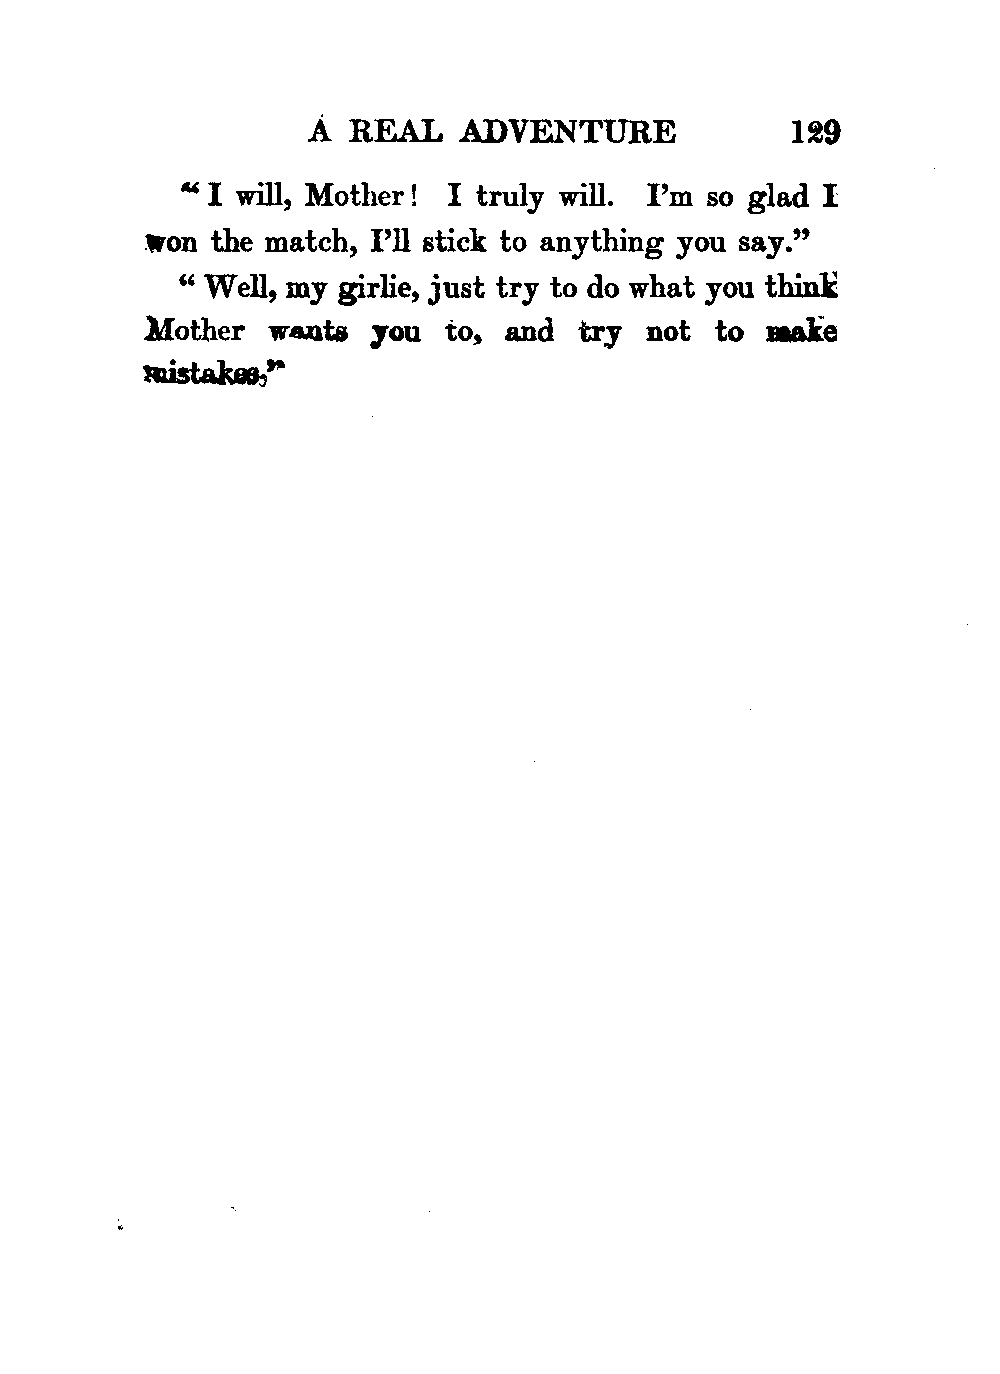 A REAL ADVENTURE 129
“ I will, Mother! I truly will. I’m so glad I
won the match, I’ll stick to anything you say.”
“ Well, my girlie, just try to do what you think
Mother wants you to, and try not to make
mistakes.”